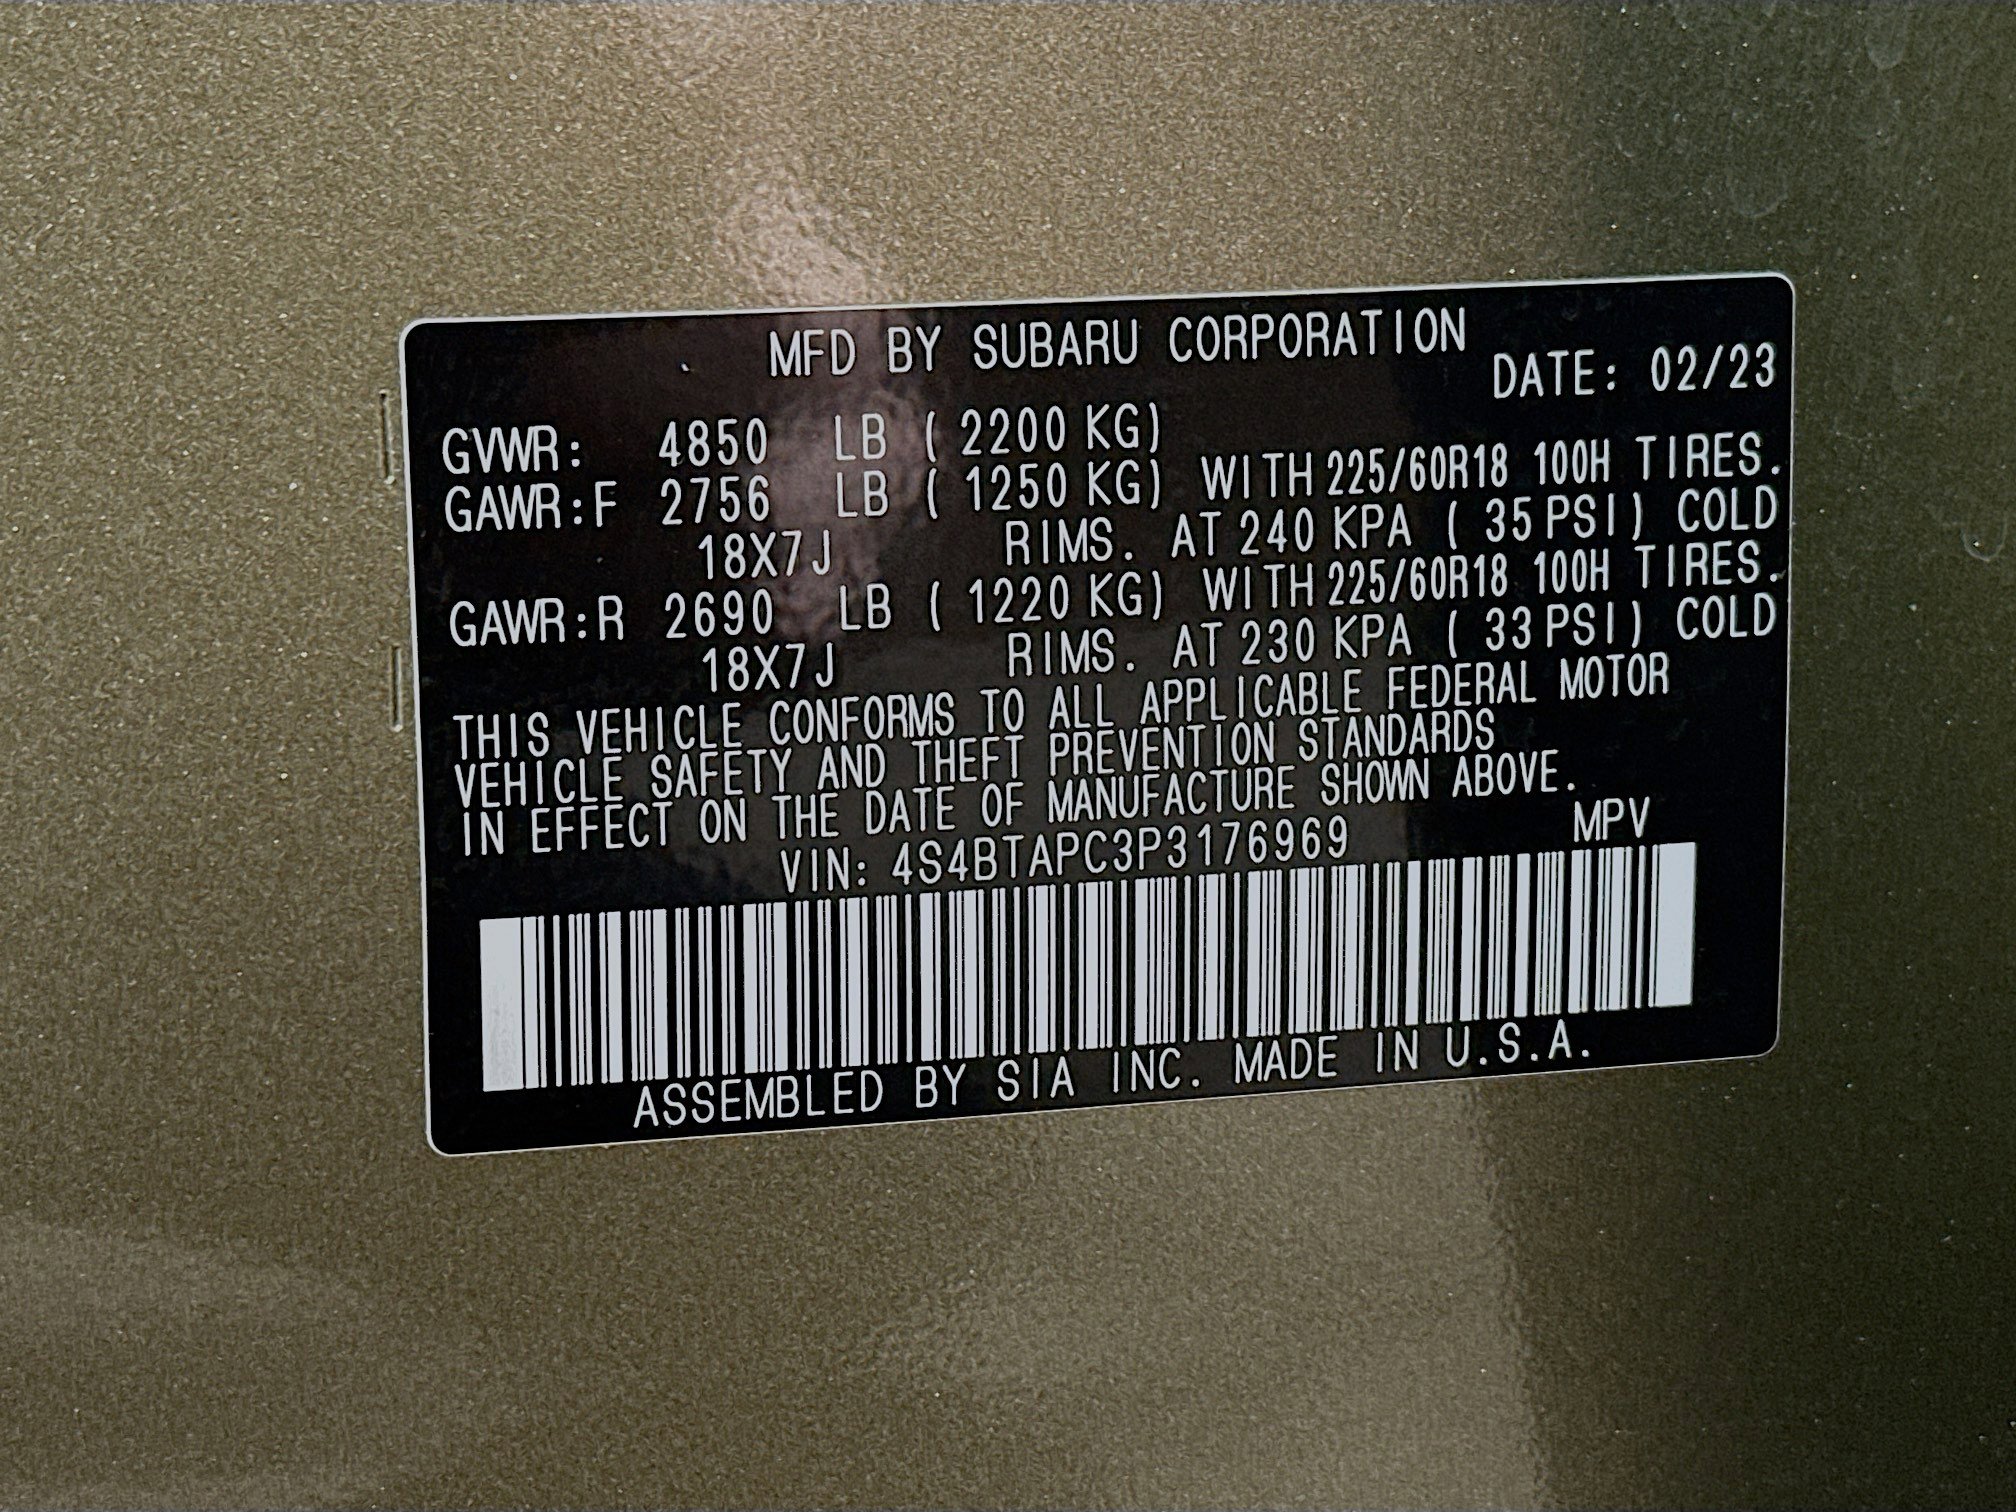 MFD BY SUBARU CORPORATION
DATE: 02/23
GVWR: 4850 LB ( 2200 KG)
GAWR:F 2756 LB ( 1250 KG) WITH 225/60R18 100H TIRES.
18X7J RIMS. AT 240 KPA ( 35 PSI) COLD
GAWR:R 2690 LB ( 1220 KG) WITH 225/60R18 100H TIRES.
18X7J RIMS. AT 230 KPA ( 33 PSI) COLD
THIS VEHICLE CONFORMS TO ALL APPLICABLE FEDERAL MOTOR
VEHICLE SAFETY AND THEFT PREVENTION STANDARDS
IN EFFECT ON THE DATE OF MANUFACTURE SHOWN ABOVE.
VIN: 4S4BTAPC3P3176969 MPV
ASSEMBLED BY SIA INC. MADE IN U.S.A.